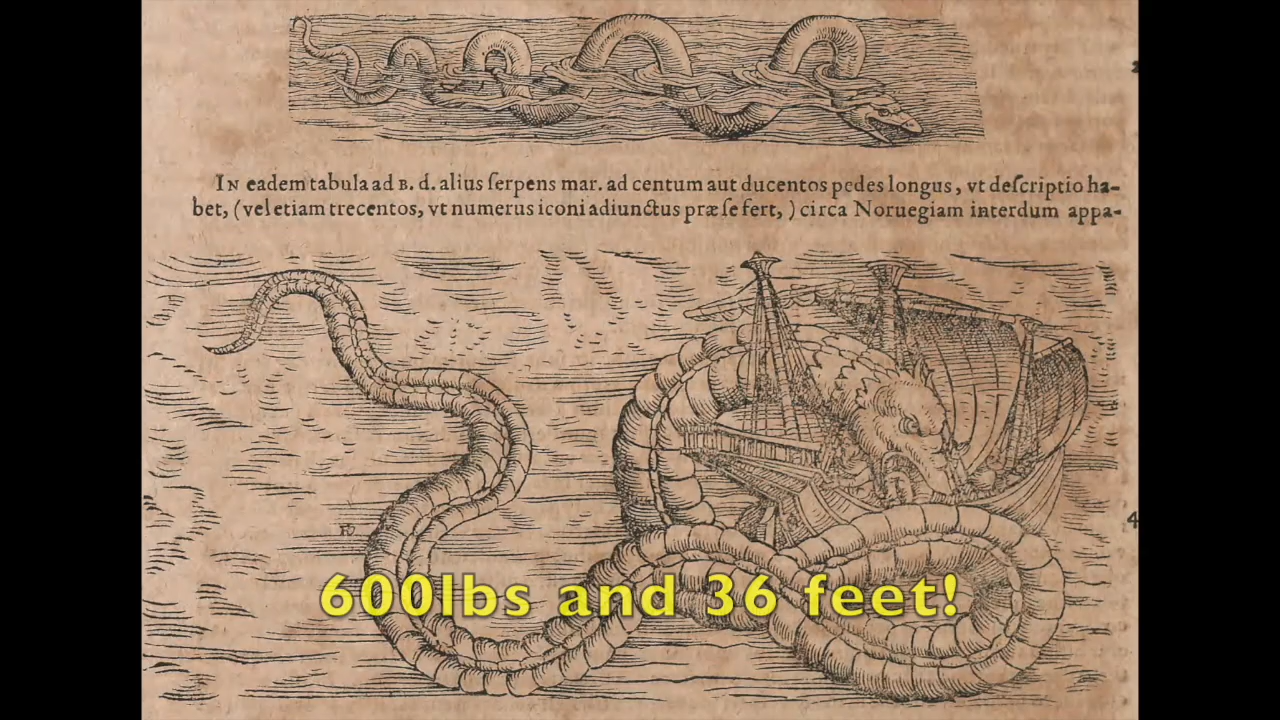 IN eadem tabula ad B. d. alius ſerpens mar. ad centum aut ducentos pedes longus, vt deſcriptio ha-
bet, (vel etiam trecentos, vt numerus iconi adiunctus præ ſe fert,) circa Noruegiam interdum appa-
4
600lbs and 36 feet!